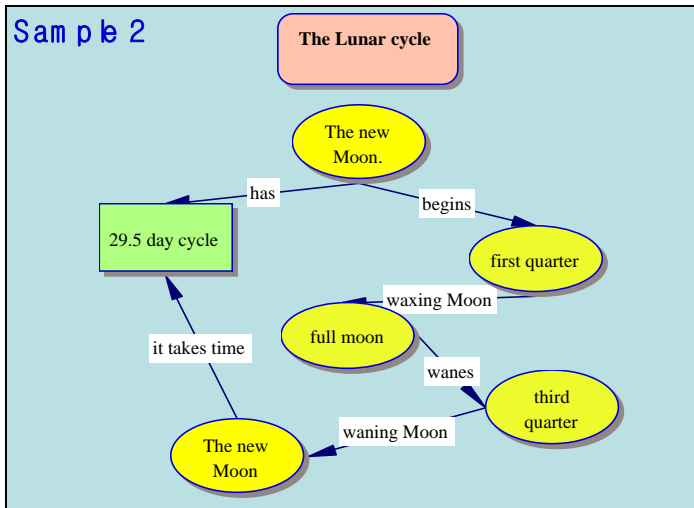 Sample 2
The Lunar cycle
The new
Moon.
has
begins
29.5 day cycle
first quarter
waxing Moon
full moon
it takes time
wanes
third
quarter
waning Moon
The new
Moon